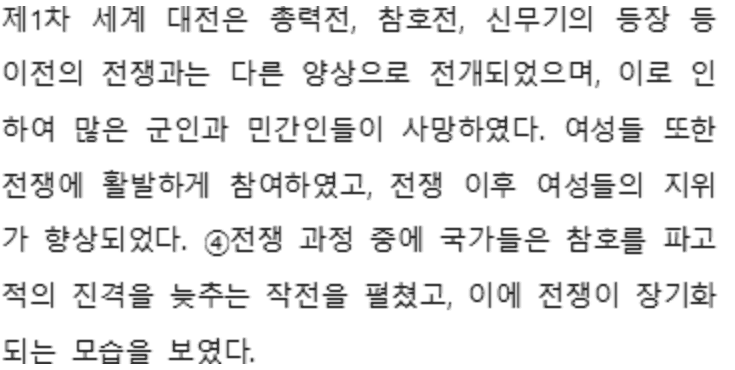 제1차 세계 대전은 총력전, 참호전, 신무기의 등장 등
이전의 전쟁과는 다른 양상으로 전개되었으며, 이로 인
하여 많은 군인과 민간인들이 사망하였다. 여성들 또한
전쟁에 활발하게 참여하였고, 전쟁 이후 여성들의 지위
가 향상되었다. ④전쟁 과정 중에 국가들은 참호를 파고
적의 진격을 늦추는 작전을 펼쳤고, 이에 전쟁이 장기화
되는 모습을 보였다.